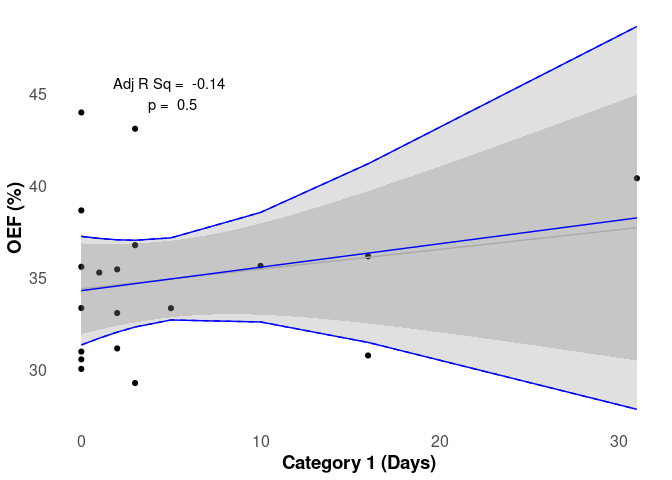 Adj R Sq =  -0.14
p =  0.5
45
40
35
30
OEF (%)
0 10 20 30
Category 1 (Days)